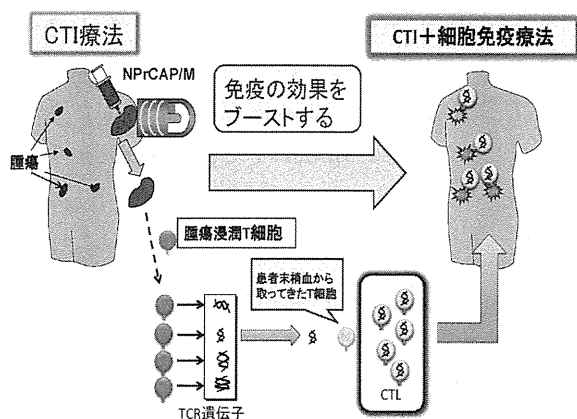 CTI療法
CTI＋細胞免疫療法
NPrCAP/M
免疫の効果を
ブーストする
腫瘍
腫瘍浸潤T細胞
患者末梢血から
取ってきたT細胞
CTL
TCR遺伝子